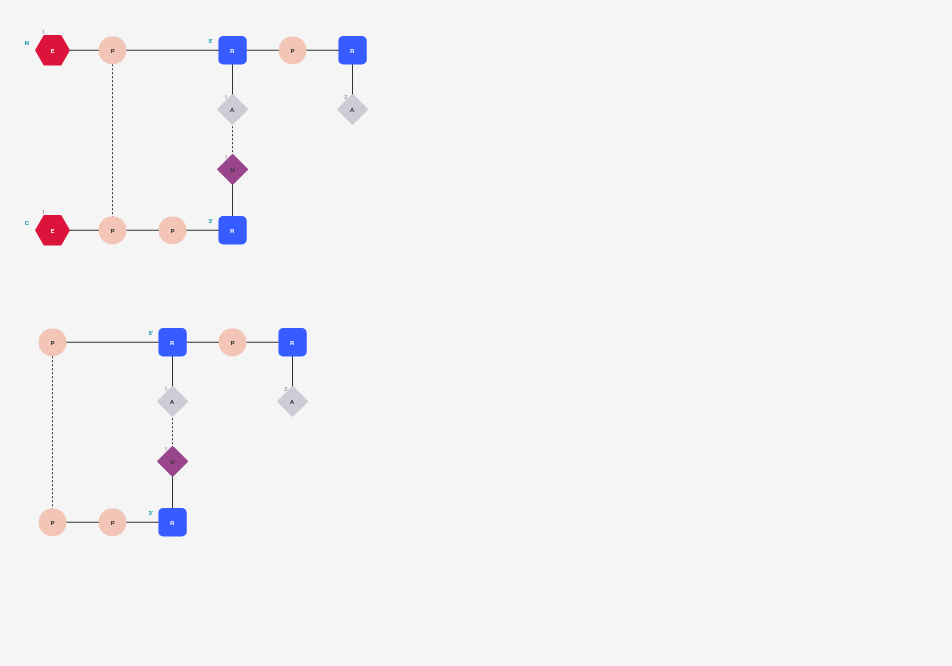 1
N E P 5' R P R
1 A 2 A
1 U
1
C E P P 3' R
P 5' R P R
1 A 2 A
1 U
P P 3' R